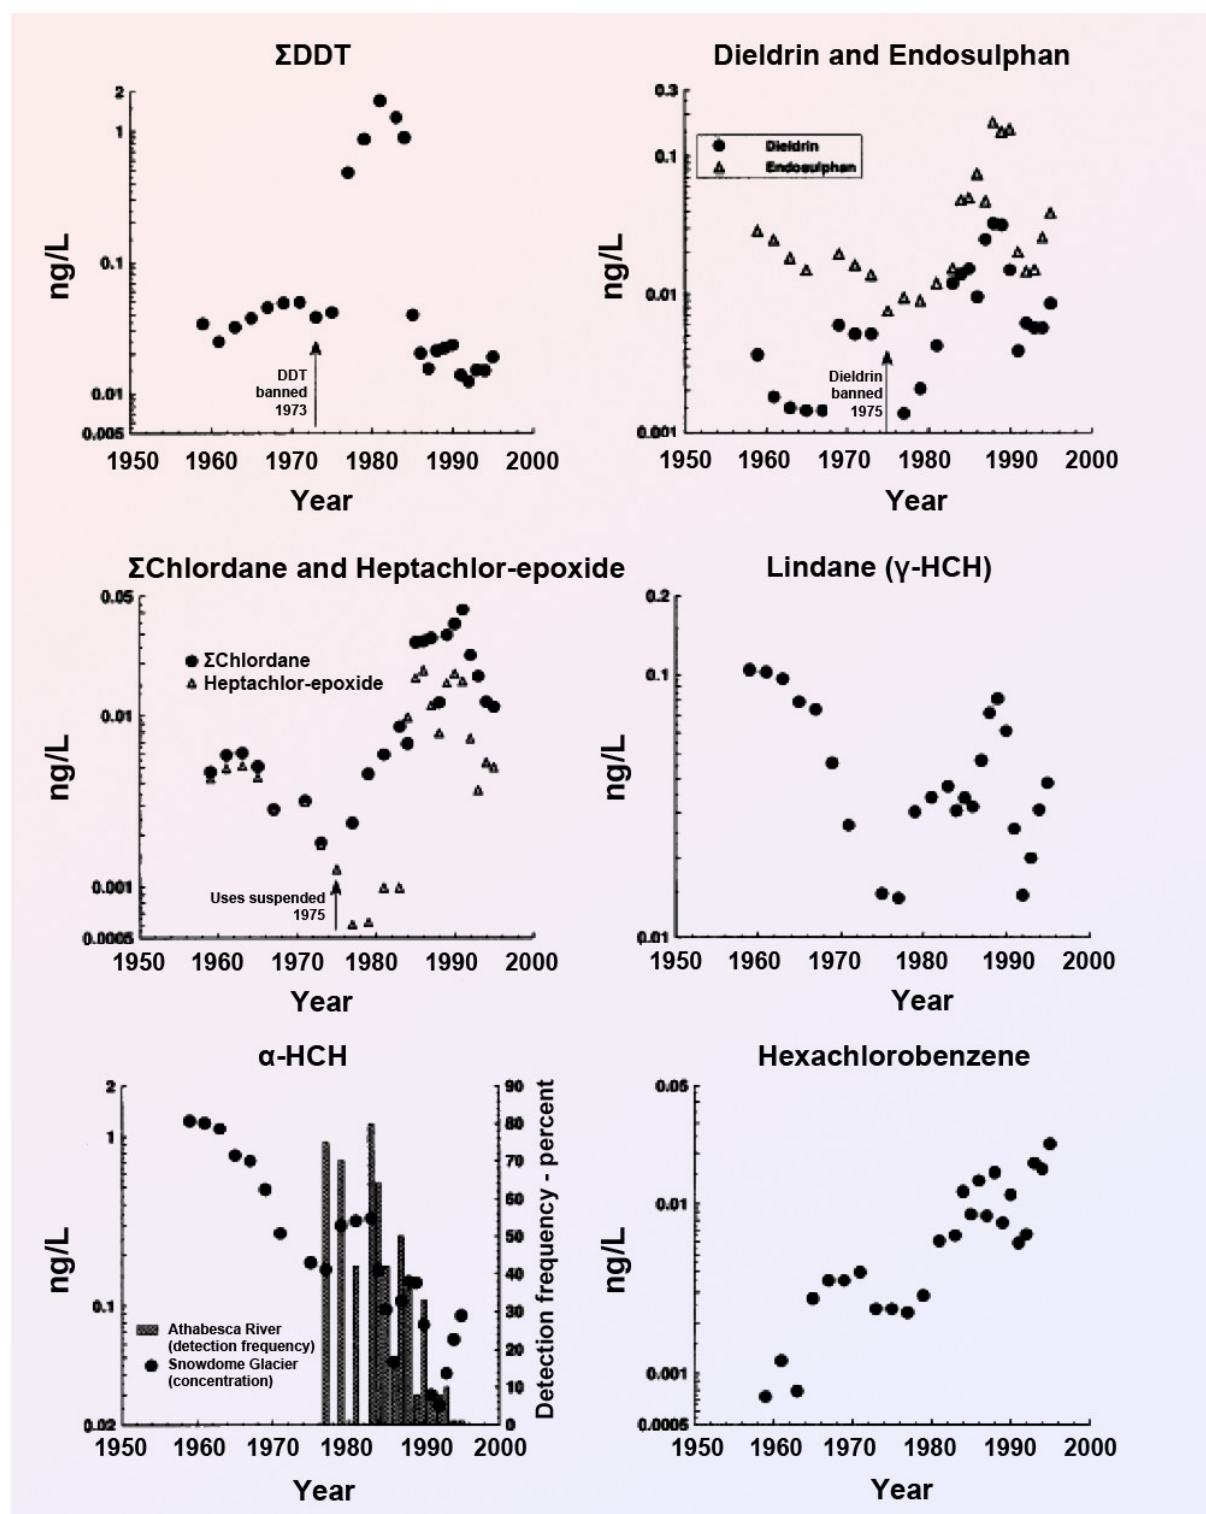 ΣDDT
2
1
0.1
0.01
0.005
ng/L
DDT
banned
1973
1950 1960 1970 1980 1990 2000
Year
Dieldrin and Endosulphan
0.3
0.1
0.01
0.001
ng/L
Dieldrin
Endosulphan
Dieldrin
banned
1975
1950 1960 1970 1980 1990 2000
Year
ΣChlordane and Heptachlor-epoxide
0.05
0.01
0.001
0.0005
ng/L
ΣChlordane
Heptachlor-epoxide
Uses suspended
1975
1950 1960 1970 1980 1990 2000
Year
Lindane (γ-HCH)
0.2
0.1
0.01
ng/L
1950 1960 1970 1980 1990 2000
Year
α-HCH
2
1
0.1
0.02
ng/L
90
80
70
60
50
40
30
20
10
0
Detection frequency - percent
Athabesca River
(detection frequency)
Snowdome Glacier
(concentration)
1950 1960 1970 1980 1990 2000
Year
Hexachlorobenzene
0.05
0.01
0.001
0.0005
ng/L
1950 1960 1970 1980 1990 2000
Year